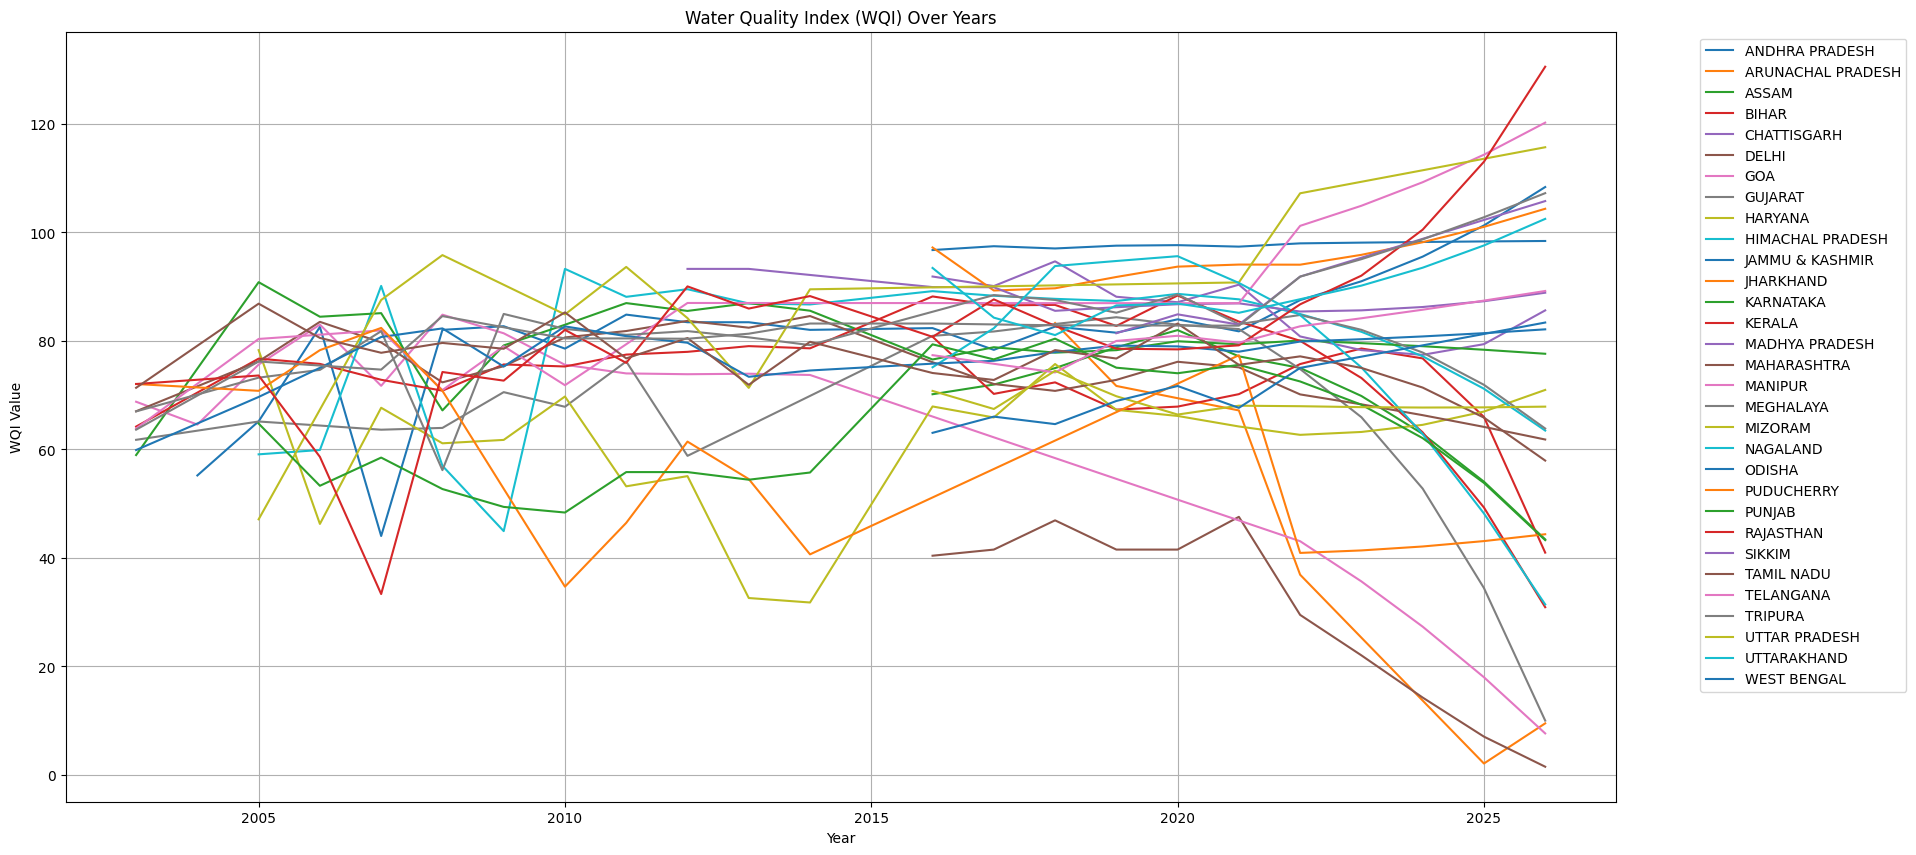 Water Quality Index (WQI) Over Years
WQI Value
120
100
80
60
40
20
0
2005 2010 2015 2020 2025
Year
ANDHRA PRADESH
ARUNACHAL PRADESH
ASSAM
BIHAR
CHATTISGARH
DELHI
GOA
GUJARAT
HARYANA
HIMACHAL PRADESH
JAMMU & KASHMIR
JHARKHAND
KARNATAKA
KERALA
MADHYA PRADESH
MAHARASHTRA
MANIPUR
MEGHALAYA
MIZORAM
NAGALAND
ODISHA
PUDUCHERRY
PUNJAB
RAJASTHAN
SIKKIM
TAMIL NADU
TELANGANA
TRIPURA
UTTAR PRADESH
UTTARAKHAND
WEST BENGAL